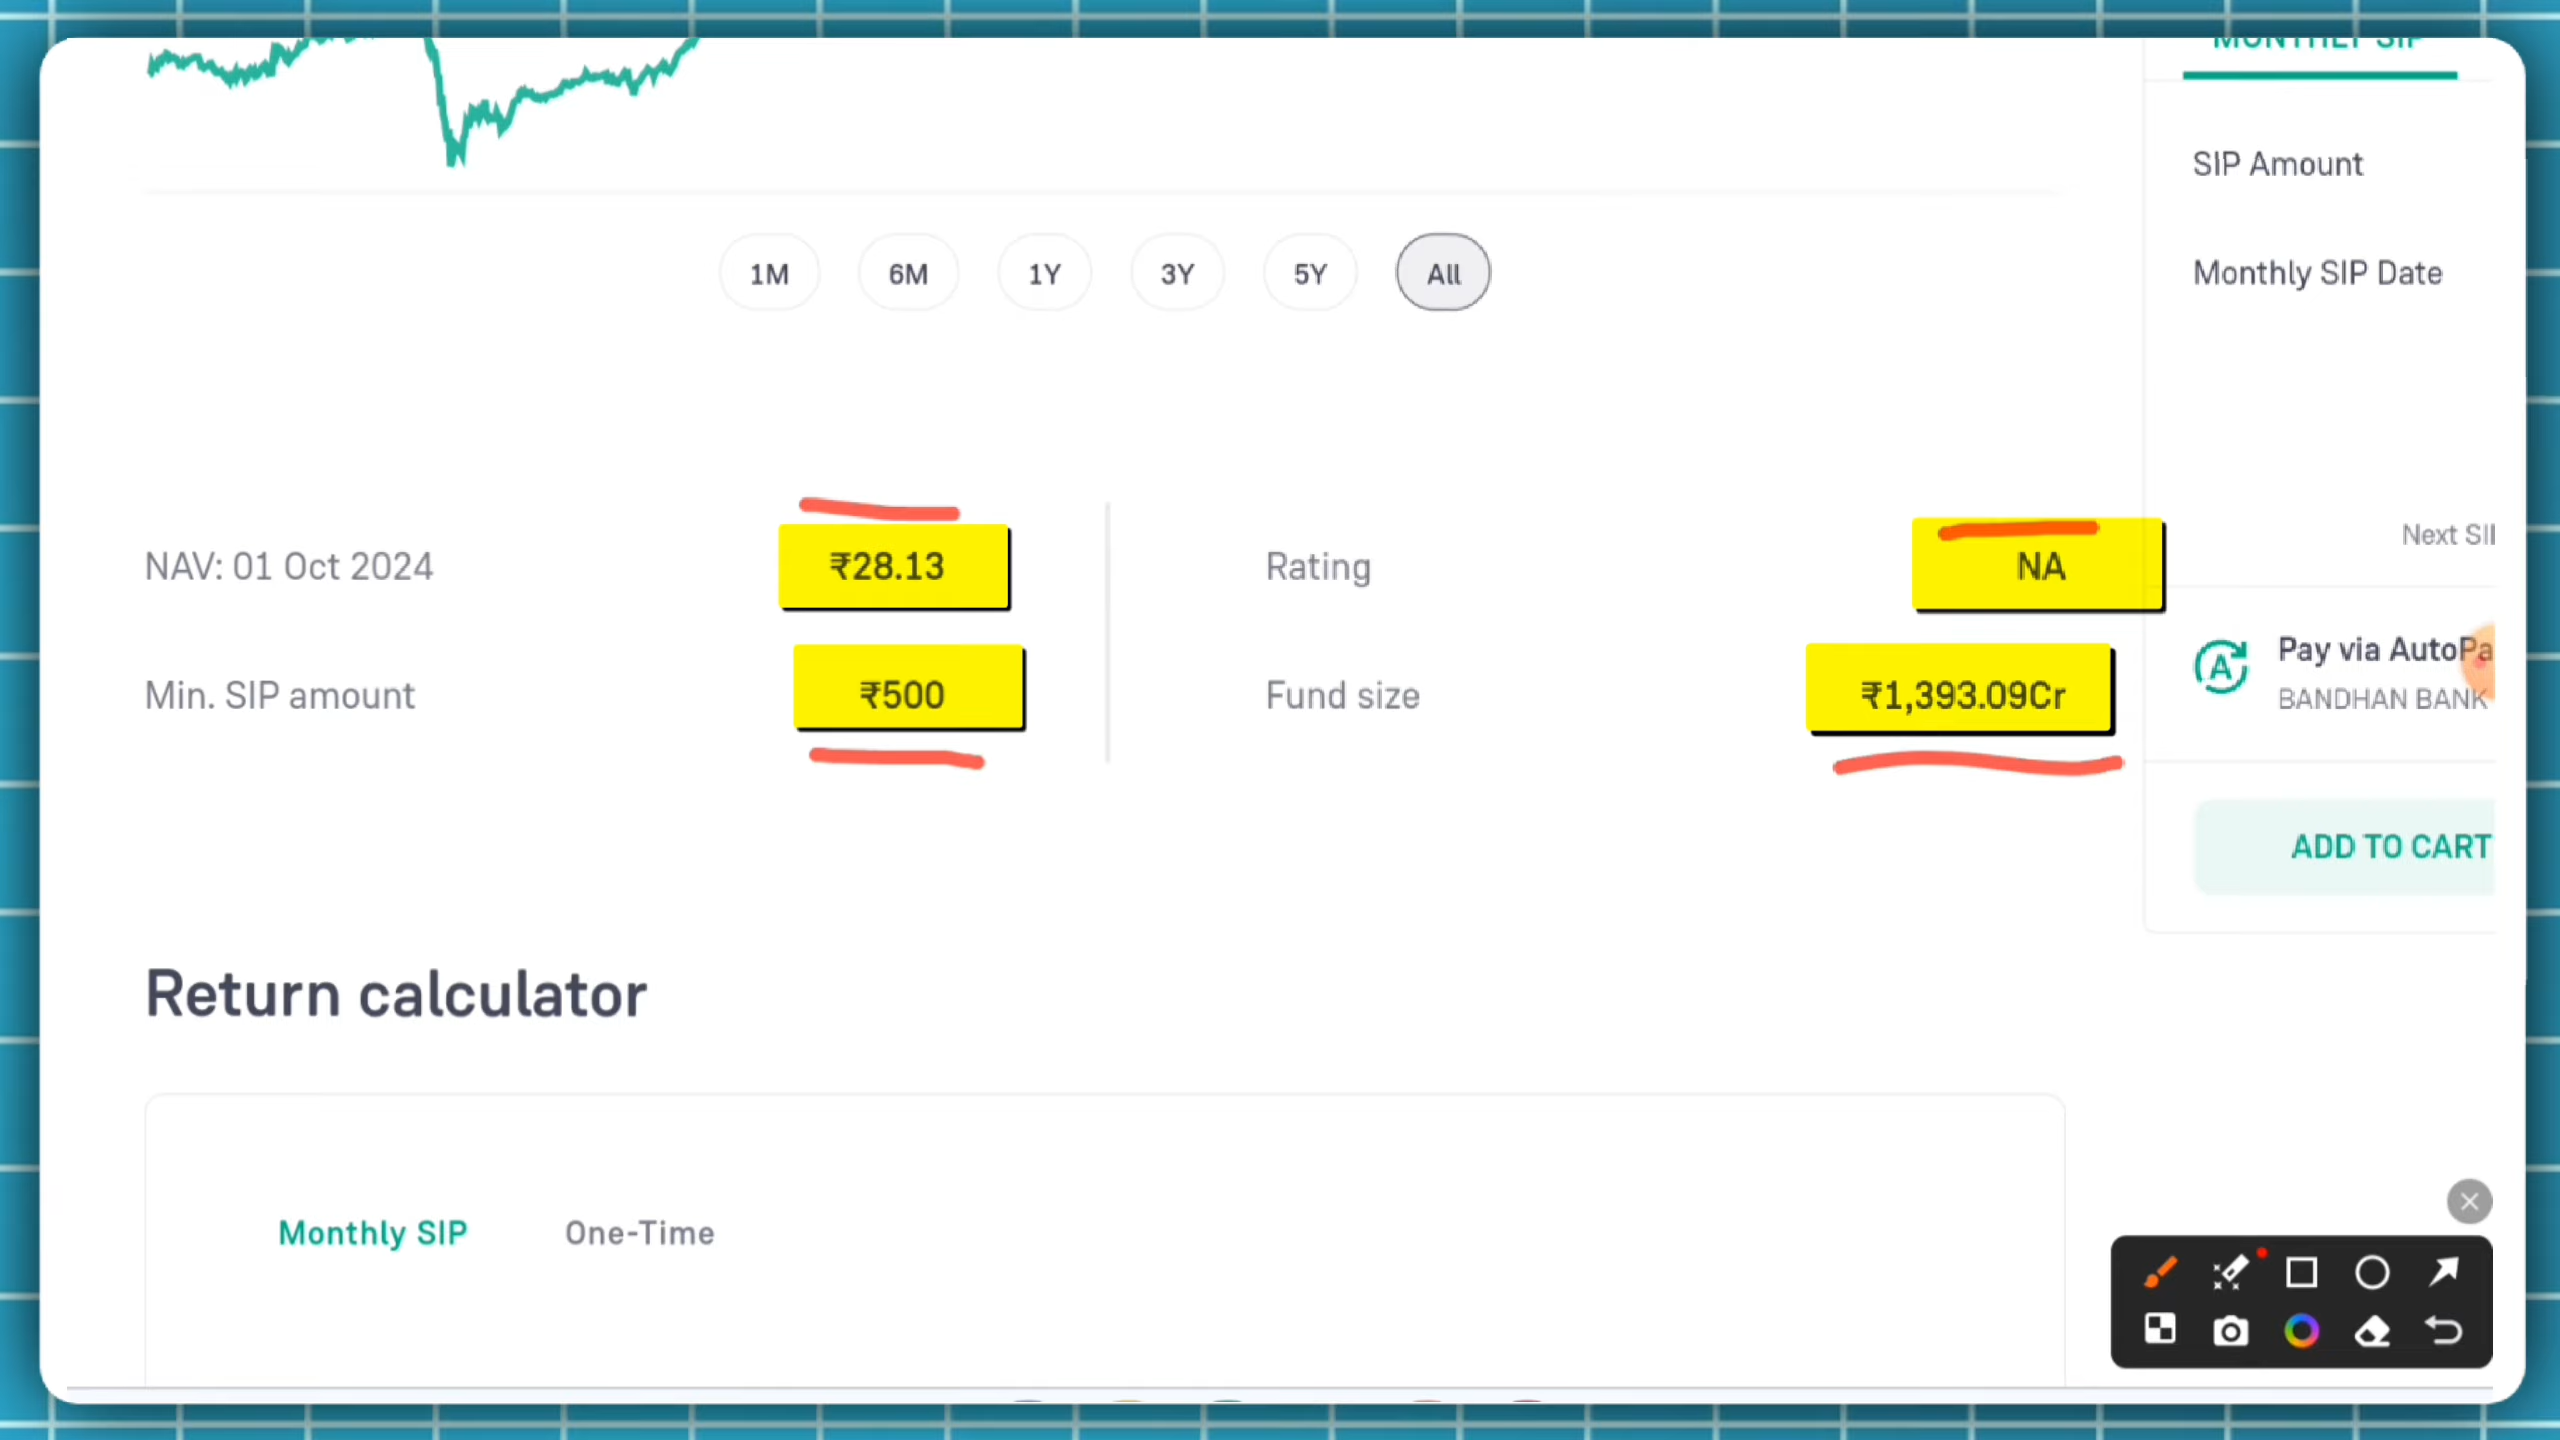 MONTHLY SIP
SIP Amount
Monthly SIP Date
1M 6M 1Y 3Y 5Y All
NAV: 01 Oct 2024 ₹28.13
Rating NA
Min. SIP amount ₹500
Fund size ₹1,393.09Cr
Next SI
Pay via AutoPa
BANDHAN BANK
ADD TO CART
Return calculator
Monthly SIP One-Time